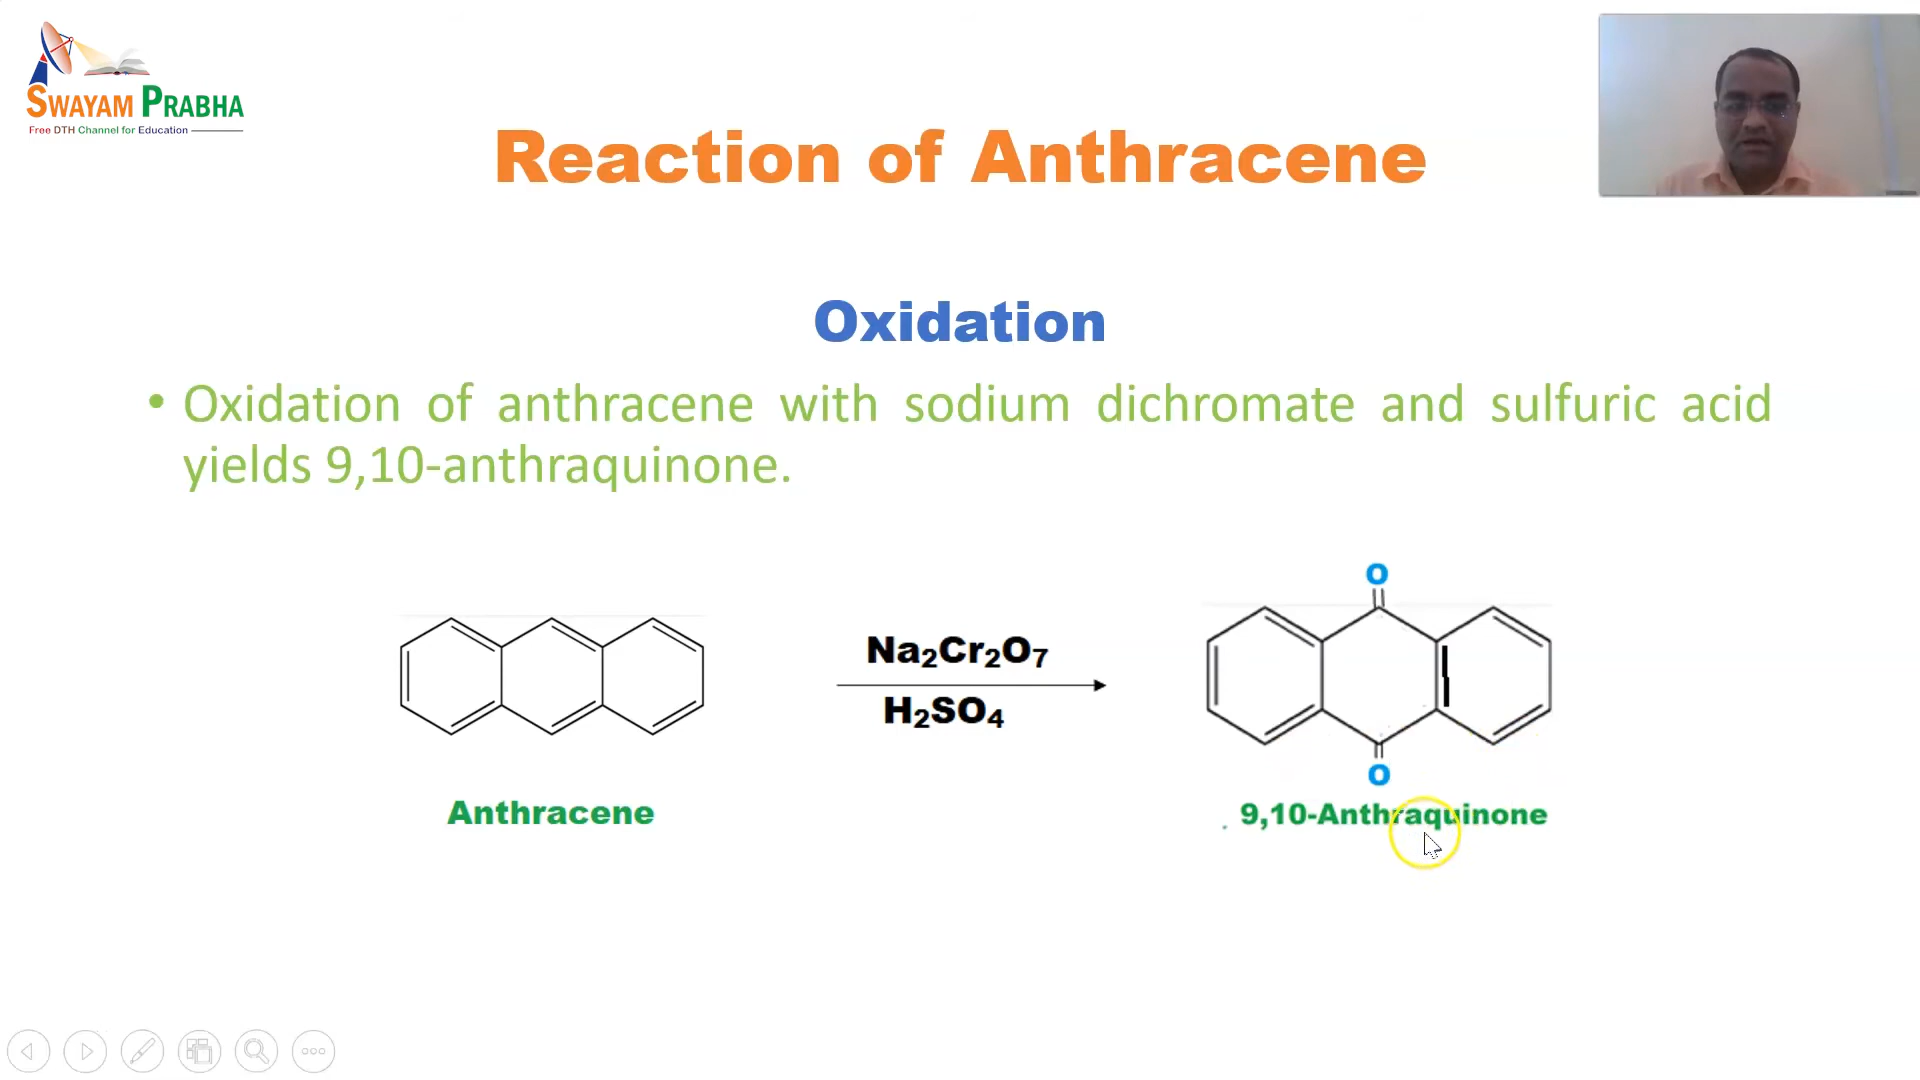 SWAYAM PRABHA
Free DTH Channel for Education
Reaction of Anthracene
Oxidation
• Oxidation of anthracene with sodium dichromate and sulfuric acid
yields 9,10-anthraquinone.
O
Na₂Cr₂O₇
H₂SO₄
O
Anthracene
9,10-Anthraquinone